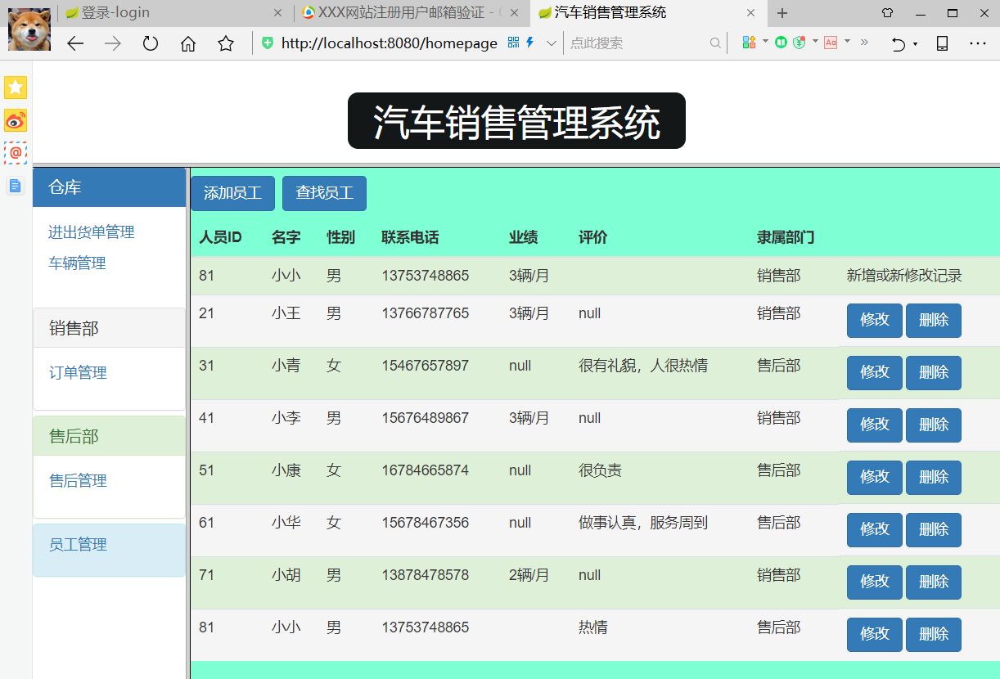 登录-login
XXX网站注册用户邮箱验证 -
汽车销售管理系统
http://localhost:8080/homepage
点此搜索
汽车销售管理系统
仓库
进出货单管理
车辆管理
销售部
订单管理
售后部
售后管理
员工管理
添加员工 查找员工
人员ID 名字 性别 联系电话 业绩 评价 隶属部门
81 小小 男 13753748865 3辆/月 销售部 新增或新修改记录
21 小王 男 13766787765 3辆/月 null 销售部 修改 删除
31 小青 女 15467657897 null 很有礼貌，人很热情 售后部 修改 删除
41 小李 男 15676489867 3辆/月 null 销售部 修改 删除
51 小康 女 16784665874 null 很负责 售后部 修改 删除
61 小华 女 15678467356 null 做事认真，服务周到 售后部 修改 删除
71 小胡 男 13878478578 2辆/月 null 销售部 修改 删除
81 小小 男 13753748865 热情 售后部 修改 删除